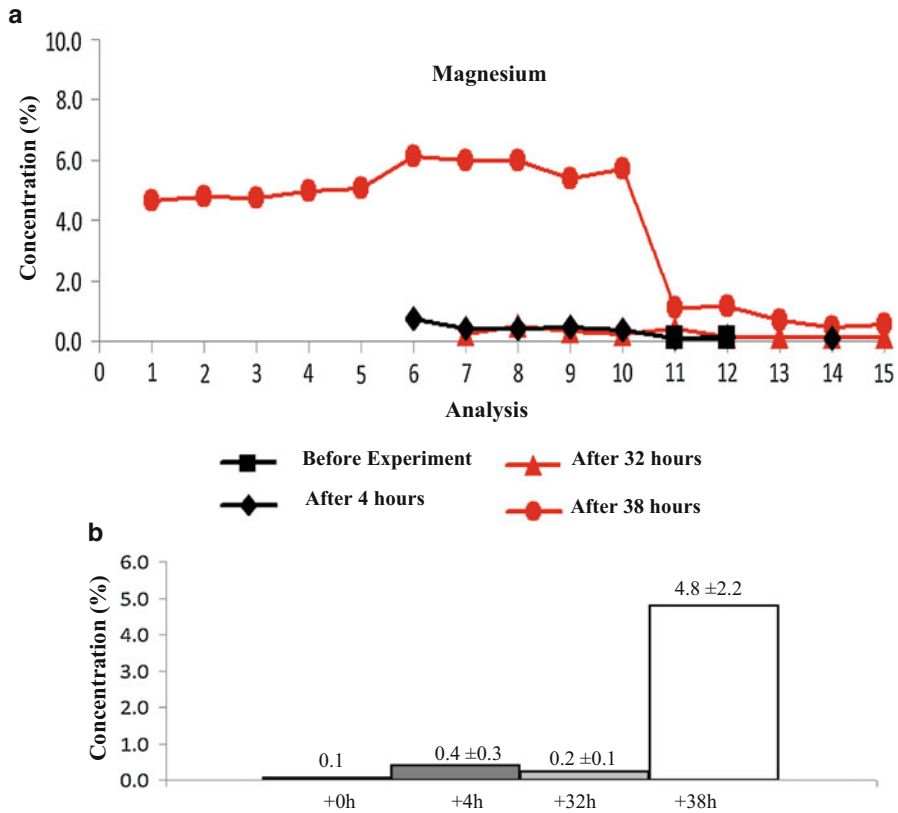 a
Magnesium
Concentration (%)
10.0
8.0
6.0
4.0
2.0
0.0
0 1 2 3 4 5 6 7 8 9 10 11 12 13 14 15
Analysis
Before Experiment
After 32 hours
After 4 hours
After 38 hours
b
Concentration (%)
6.0
5.0
4.0
3.0
2.0
1.0
0.0
0.1
0.4 ±0.3
0.2 ±0.1
4.8 ±2.2
+0h +4h +32h +38h